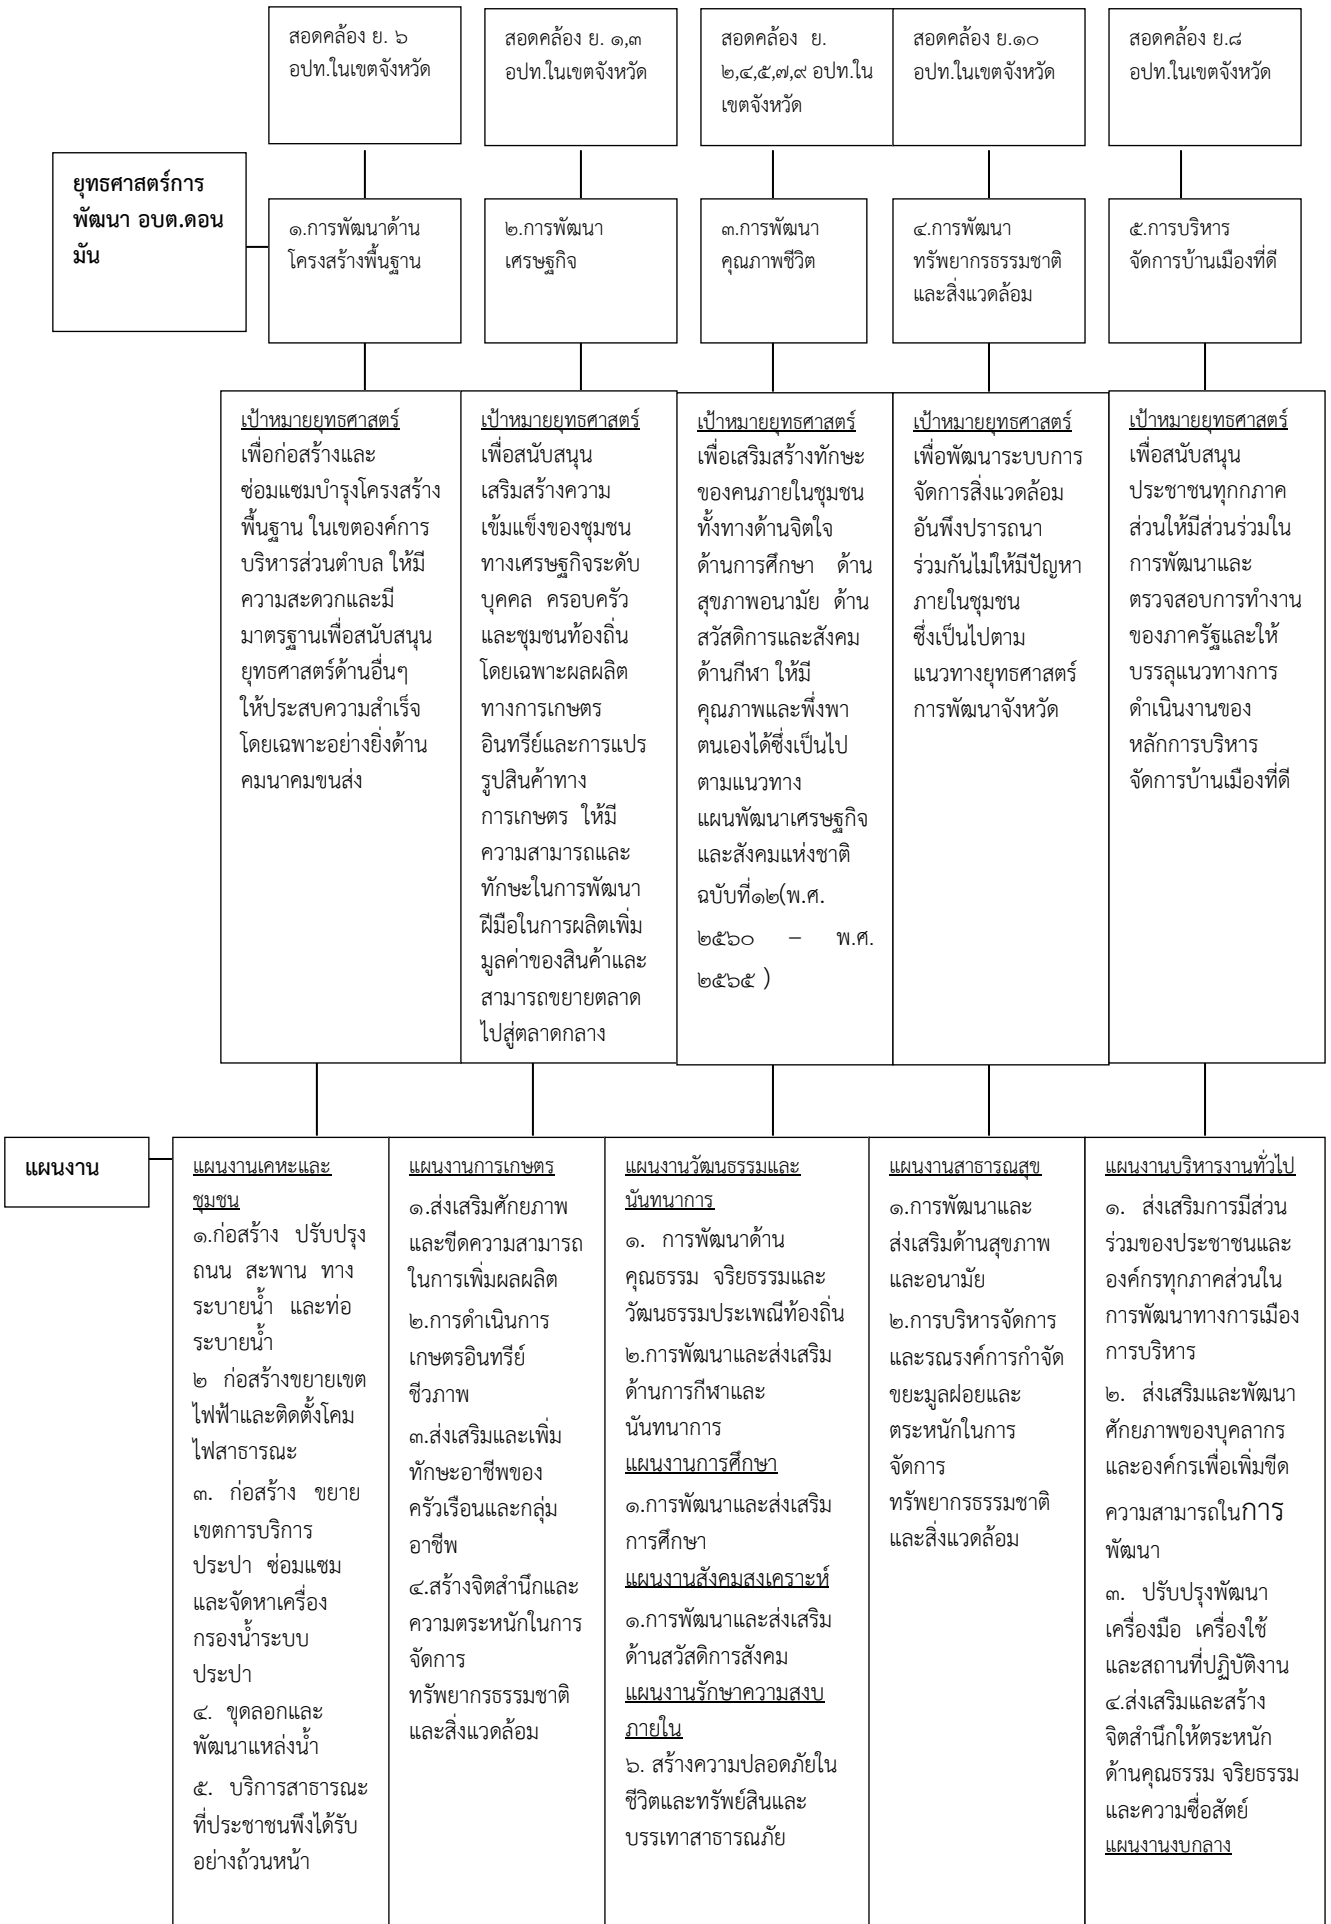 สอดคล้อง ย. ๖
อปท.ในเขตจังหวัด
สอดคล้อง ย. ๑,๓
อปท.ในเขตจังหวัด
สอดคล้อง ย.
๒,๔,๕,๗,๙ อปท.ใน
เขตจังหวัด
สอดคล้อง ย.๑๐
อปท.ในเขตจังหวัด
สอดคล้อง ย.๘
อปท.ในเขตจังหวัด
ยุทธศาสตร์การ
พัฒนา อบต.ดอน
มัน
๑.การพัฒนาด้าน
โครงสร้างพื้นฐาน
๒.การพัฒนา
เศรษฐกิจ
๓.การพัฒนา
คุณภาพชีวิต
๔.การพัฒนา
ทรัพยากรธรรมชาติ
และสิ่งแวดล้อม
๕.การบริหาร
จัดการบ้านเมืองที่ดี
เป้าหมายยุทธศาสตร์
เพื่อก่อสร้างและ
ซ่อมแซมบำรุงโครงสร้าง
พื้นฐาน ในเขตองค์การ
บริหารส่วนตำบล ให้มี
ความสะดวกและมี
มาตรฐานเพื่อสนับสนุน
ยุทธศาสตร์ด้านอื่นๆ
ให้ประสบความสำเร็จ
โดยเฉพาะอย่างยิ่งด้าน
คมนาคมขนส่ง
เป้าหมายยุทธศาสตร์
เพื่อสนับสนุน
เสริมสร้างความ
เข้มแข็งของชุมชน
ทางเศรษฐกิจระดับ
บุคคล ครอบครัว
และชุมชนท้องถิ่น
โดยเฉพาะผลผลิต
ทางการเกษตร
อินทรีย์และการแปร
รูปสินค้าทาง
การเกษตร ให้มี
ความสามารถและ
ทักษะในการพัฒนา
ฝีมือในการผลิตเพิ่ม
มูลค่าของสินค้าและ
สามารถขยายตลาด
ไปสู่ตลาดกลาง
เป้าหมายยุทธศาสตร์
เพื่อเสริมสร้างทักษะ
ของคนภายในชุมชน
ทั้งทางด้านจิตใจ
ด้านการศึกษา ด้าน
สุขภาพอนามัย ด้าน
สวัสดิการและสังคม
ด้านกีฬา ให้มี
คุณภาพและพึ่งพา
ตนเองได้ซึ่งเป็นไป
ตามแนวทาง
แผนพัฒนาเศรษฐกิจ
และสังคมแห่งชาติ
ฉบับที่๑๒(พ.ศ.
๒๕๖๐ – พ.ศ.
๒๕๖๕ )
เป้าหมายยุทธศาสตร์
เพื่อพัฒนาระบบการ
จัดการสิ่งแวดล้อม
อันพึงปรารถนา
ร่วมกันไม่ให้มีปัญหา
ภายในชุมชน
ซึ่งเป็นไปตาม
แนวทางยุทธศาสตร์
การพัฒนาจังหวัด
เป้าหมายยุทธศาสตร์
เพื่อสนับสนุน
ประชาชนทุกกภาค
ส่วนให้มีส่วนร่วมใน
การพัฒนาและ
ตรวจสอบการทำงาน
ของภาครัฐและให้
บรรลุแนวทางการ
ดำเนินงานของ
หลักการบริหาร
จัดการบ้านเมืองที่ดี
แผนงาน
แผนงานเคหะและ
ชุมชน
๑.ก่อสร้าง ปรับปรุง
ถนน สะพาน ทาง
ระบายน้ำ และท่อ
ระบายน้ำ
๒ ก่อสร้างขยายเขต
ไฟฟ้าและติดตั้งโคม
ไฟสาธารณะ
๓. ก่อสร้าง ขยาย
เขตการบริการ
ประปา ซ่อมแซม
และจัดหาเครื่อง
กรองน้ำระบบ
ประปา
๔. ขุดลอกและ
พัฒนาแหล่งน้ำ
๕. บริการสาธารณะ
ที่ประชาชนพึงได้รับ
อย่างถ้วนหน้า
แผนงานการเกษตร
๑.ส่งเสริมศักยภาพ
และขีดความสามารถ
ในการเพิ่มผลผลิต
๒.การดำเนินการ
เกษตรอินทรีย์
ชีวภาพ
๓.ส่งเสริมและเพิ่ม
ทักษะอาชีพของ
ครัวเรือนและกลุ่ม
อาชีพ
๔.สร้างจิตสำนึกและ
ความตระหนักในการ
จัดการ
ทรัพยากรธรรมชาติ
และสิ่งแวดล้อม
แผนงานวัฒนธรรมและ
นันทนาการ
๑. การพัฒนาด้าน
คุณธรรม จริยธรรมและ
วัฒนธรรมประเพณีท้องถิ่น
๒.การพัฒนาและส่งเสริม
ด้านการกีฬาและ
นันทนาการ
แผนงานการศึกษา
๑.การพัฒนาและส่งเสริม
การศึกษา
แผนงานสังคมสงเคราะห์
๑.การพัฒนาและส่งเสริม
ด้านสวัสดิการสังคม
แผนงานรักษาความสงบ
ภายใน
๖. สร้างความปลอดภัยใน
ชีวิตและทรัพย์สินและ
บรรเทาสาธารณภัย
แผนงานสาธารณสุข
๑.การพัฒนาและ
ส่งเสริมด้านสุขภาพ
และอนามัย
๒.การบริหารจัดการ
และรณรงค์การกำจัด
ขยะมูลฝอยและ
ตระหนักในการ
จัดการ
ทรัพยากรธรรมชาติ
และสิ่งแวดล้อม
แผนงานบริหารงานทั่วไป
๑. ส่งเสริมการมีส่วน
ร่วมของประชาชนและ
องค์กรทุกภาคส่วนใน
การพัฒนาทางการเมือง
การบริหาร
๒. ส่งเสริมและพัฒนา
ศักยภาพของบุคลากร
และองค์กรเพื่อเพิ่มขีด
ความสามารถในการ
พัฒนา
๓. ปรับปรุงพัฒนา
เครื่องมือ เครื่องใช้
และสถานที่ปฏิบัติงาน
๔.ส่งเสริมและสร้าง
จิตสำนึกให้ตระหนัก
ด้านคุณธรรม จริยธรรม
และความซื่อสัตย์
แผนงานงบกลาง